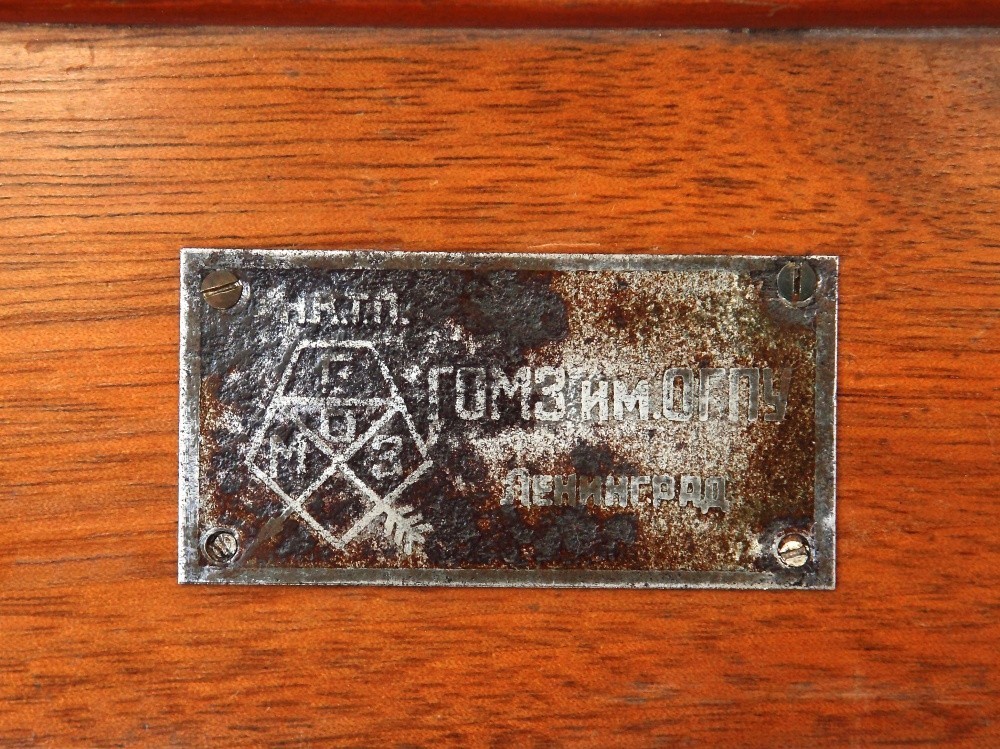 Н.К.Т.П.
Г
О
М З
ГОМЗ им. ОГПУ
Ленинград